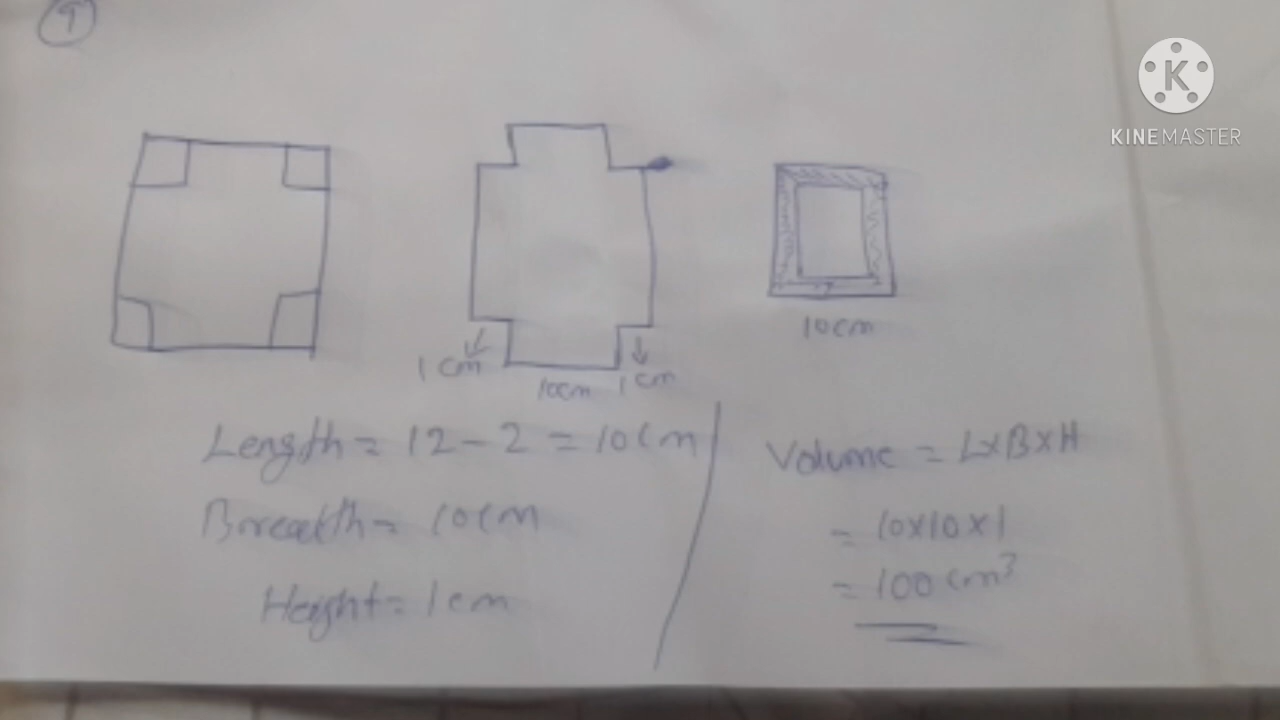 9
K
KINEMASTER
1 cm
10cm
1 cm
10cm
Length = 12 - 2 = 10cm
Breadth = 10cm
Height = 1cm
Volume = L×B×H
= 10×10×1
= 100 cm³